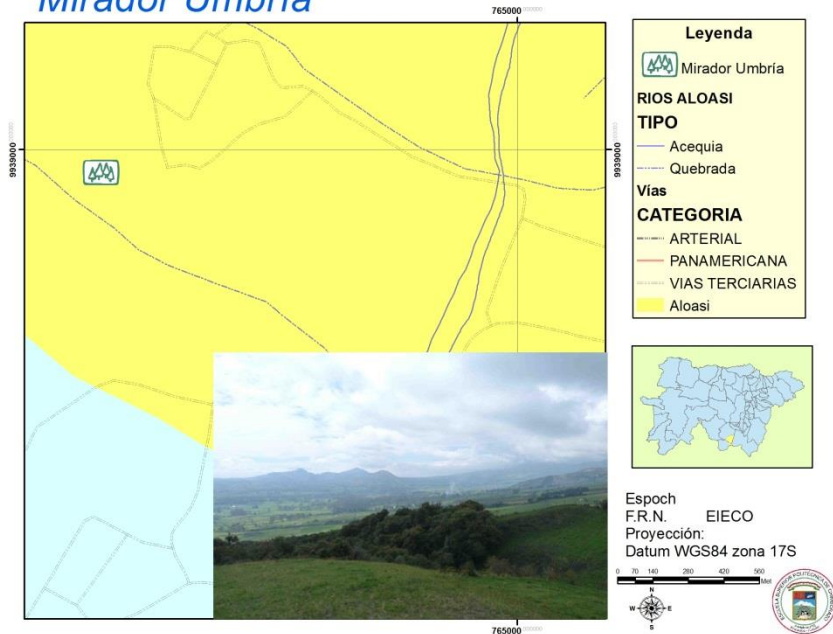 Mirador Umbría
765000
9939000
9939000
Leyenda
Mirador Umbría
RIOS ALOASI
TIPO
Acequia
Quebrada
Vías
CATEGORIA
ARTERIAL
PANAMERICANA
VIAS TERCIARIAS
Aloasi
Espoch
F.R.N. EIECO
Proyección:
Datum WGS84 zona 17S
0 70 140 280 420 560
Met
N
W E
S
765000